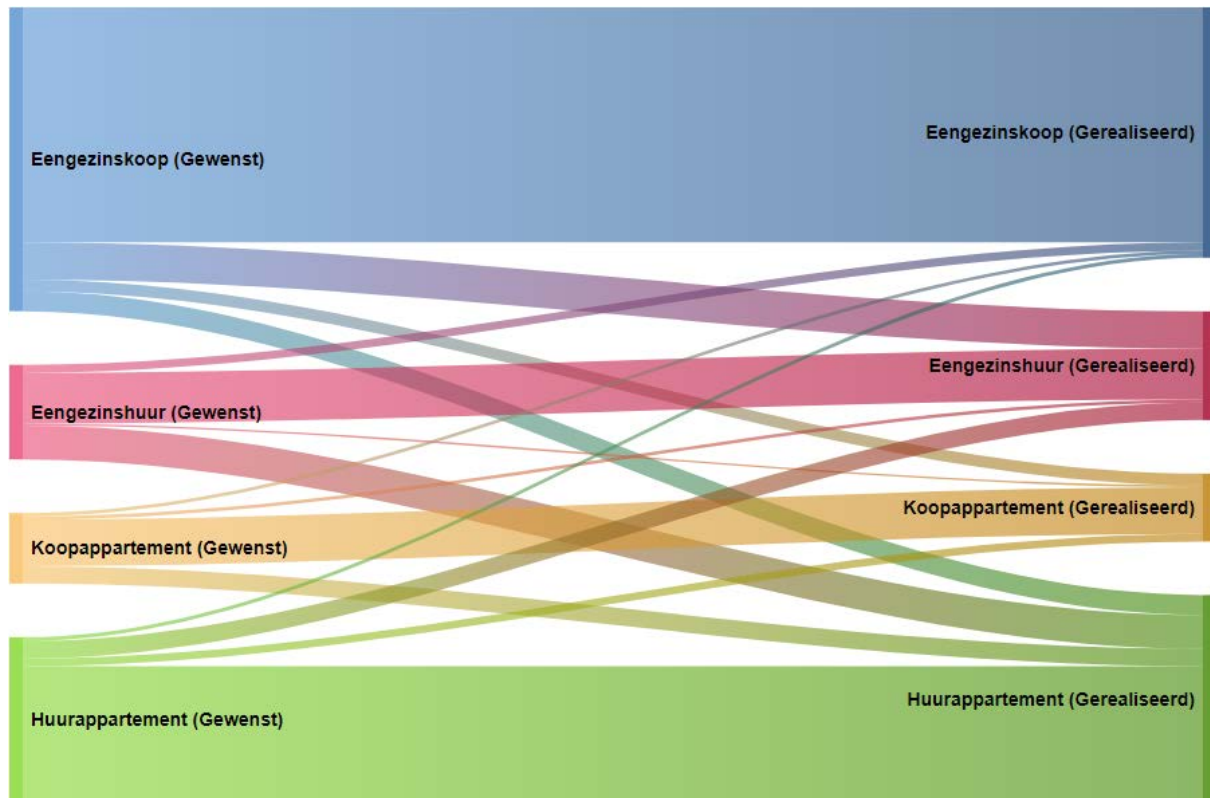 Eengezinskoop (Gewenst)
Eengezinshuur (Gewenst)
Koopappartement (Gewenst)
Huurappartement (Gewenst)
Eengezinskoop (Gerealiseerd)
Eengezinshuur (Gerealiseerd)
Koopappartement (Gerealiseerd)
Huurappartement (Gerealiseerd)